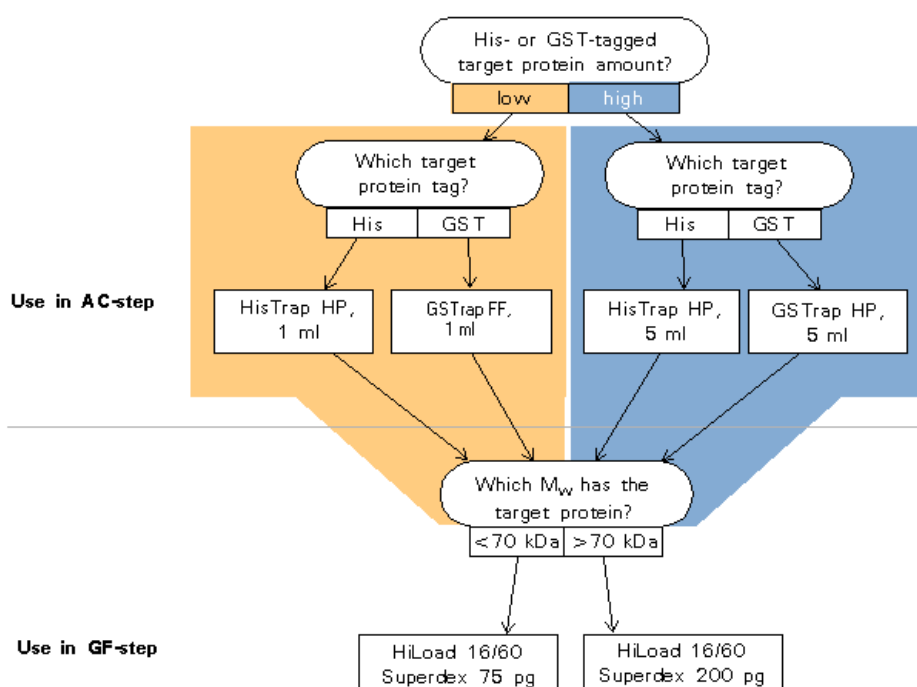 His- or GST-tagged
target protein amount?
low high
Which target
protein tag?
His GST
Which target
protein tag?
His GST
Use in AC-step
HisTrap HP,
1 ml
GSTrap FF,
1 ml
HisTrap HP,
5 ml
GSTrap HP,
5 ml
Which Mw has the
target protein?
<70 kDa >70 kDa
Use in GF-step
HiLoad 16/60
Superdex 75 pg
HiLoad 16/60
Superdex 200 pg